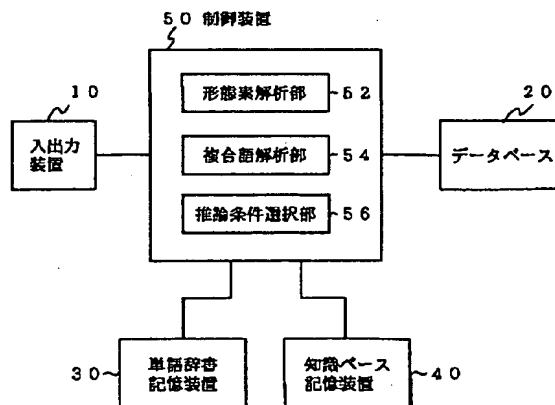 50 制御装置
10
形態素解析部
52
20
入出力
装置
複合語解析部
54
データベース
推論条件選択部
56
30
単語辞書
記憶装置
知識ベース
記憶装置
40